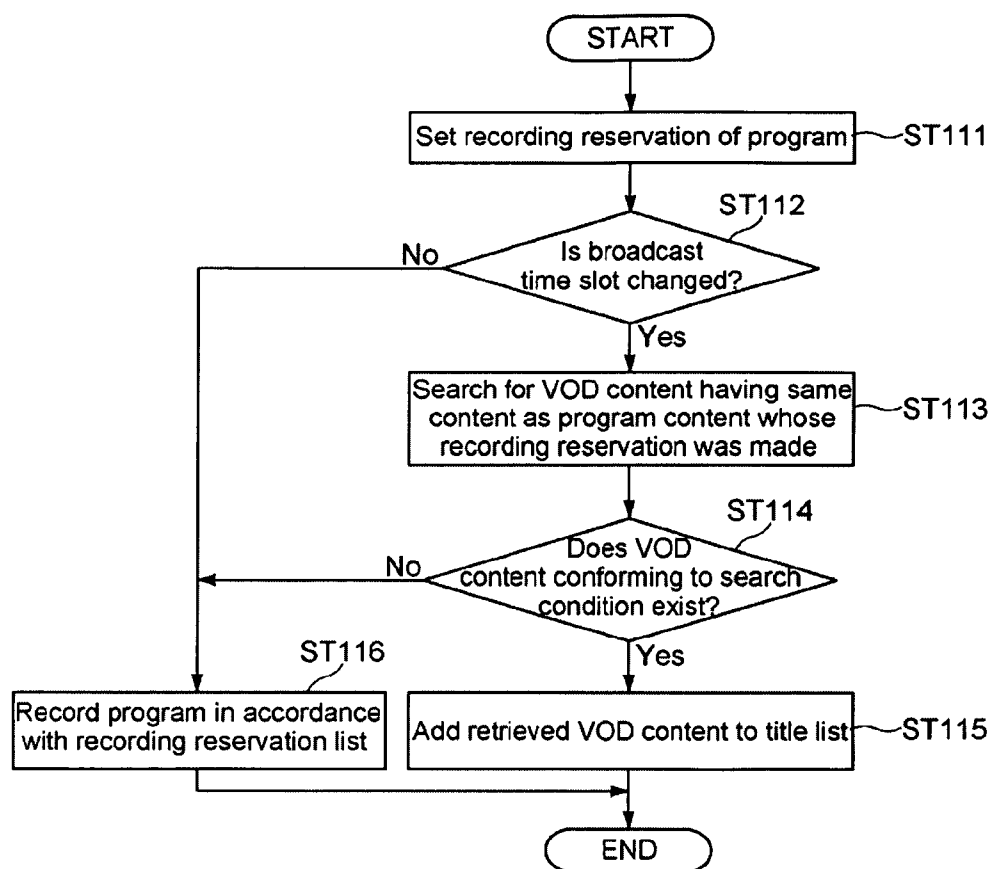 START
Set recording reservation of program
ST111
ST112
Is broadcast
time slot changed?
No
Yes
Search for VOD content having same
content as program content whose
recording reservation was made
ST113
ST114
Does VOD
content conforming to search
condition exist?
No
Yes
ST116
Record program in accordance
with recording reservation list
Add retrieved VOD content to title list
ST115
END